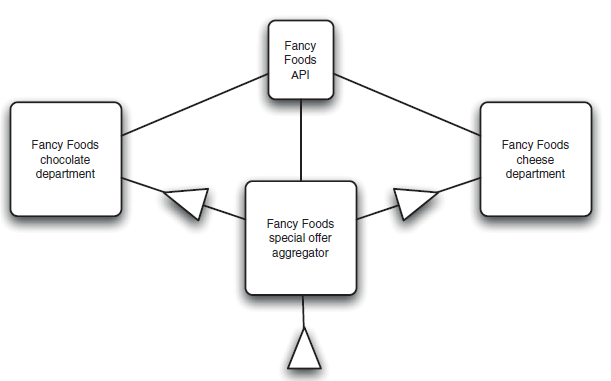 Fancy
Foods
API
Fancy Foods
chocolate
department
Fancy Foods
cheese
department
Fancy Foods
special offer
aggregator